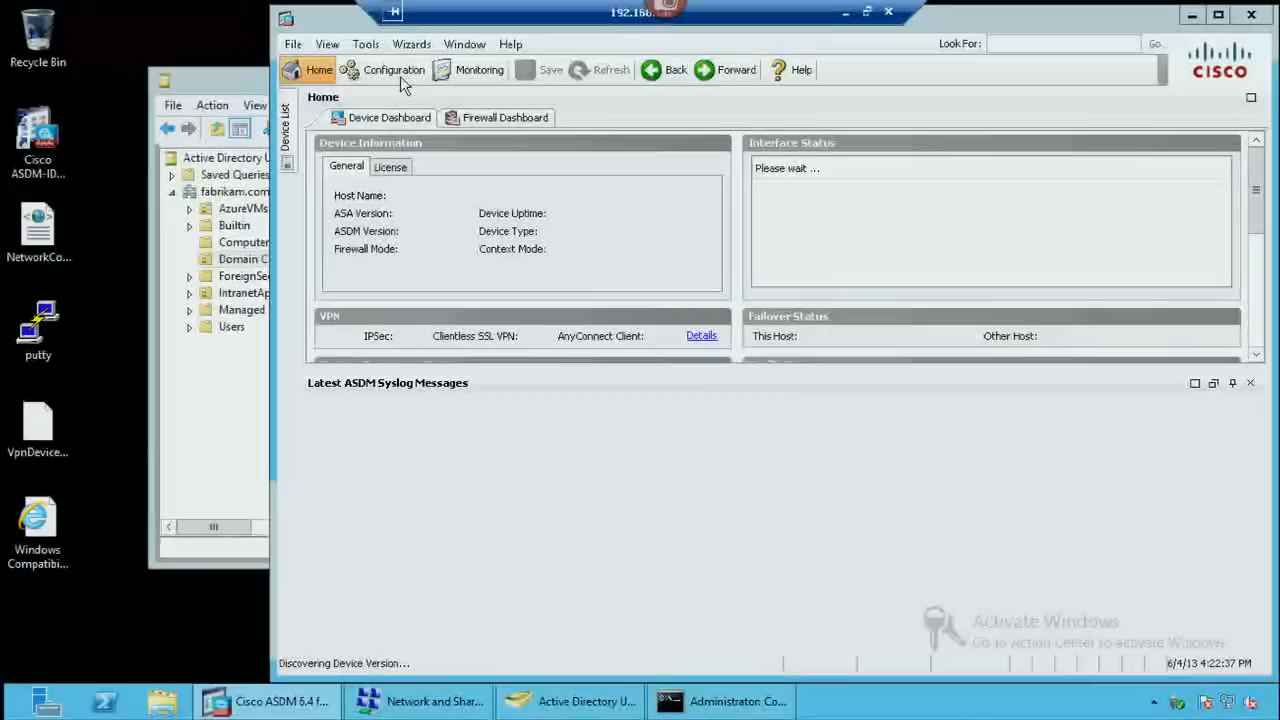 192.168.
Recycle Bin
Cisco
ASDM-ID...
NetworkCo...
putty
VpnDevice...
Windows
Compatibi...
File Action View
Active Directory U
Saved Queries
fabrikam.com
AzureVMs
Builtin
Computer
Domain C
ForeignSec
IntranetAp
Managed
Users
File View Tools Wizards Window Help
Look For: Go
CISCO
Home Configuration Monitoring Save Refresh Back Forward Help
Device List
Home
Device Dashboard Firewall Dashboard
Device Information
General License
Host Name:
ASA Version: Device Uptime:
ASDM Version: Device Type:
Firewall Mode: Context Mode:
Interface Status
Please wait ...
VPN
IPSec: Clientless SSL VPN: AnyConnect Client: Details
Failover Status
This Host: Other Host:
Latest ASDM Syslog Messages
Activate Windows
Go to Action Center to activate Windows
Discovering Device Version...
6/4/13 4:22:37 PM
Cisco ASDM 6.4 f... Network and Shar... Active Directory U... Administrator: Co...